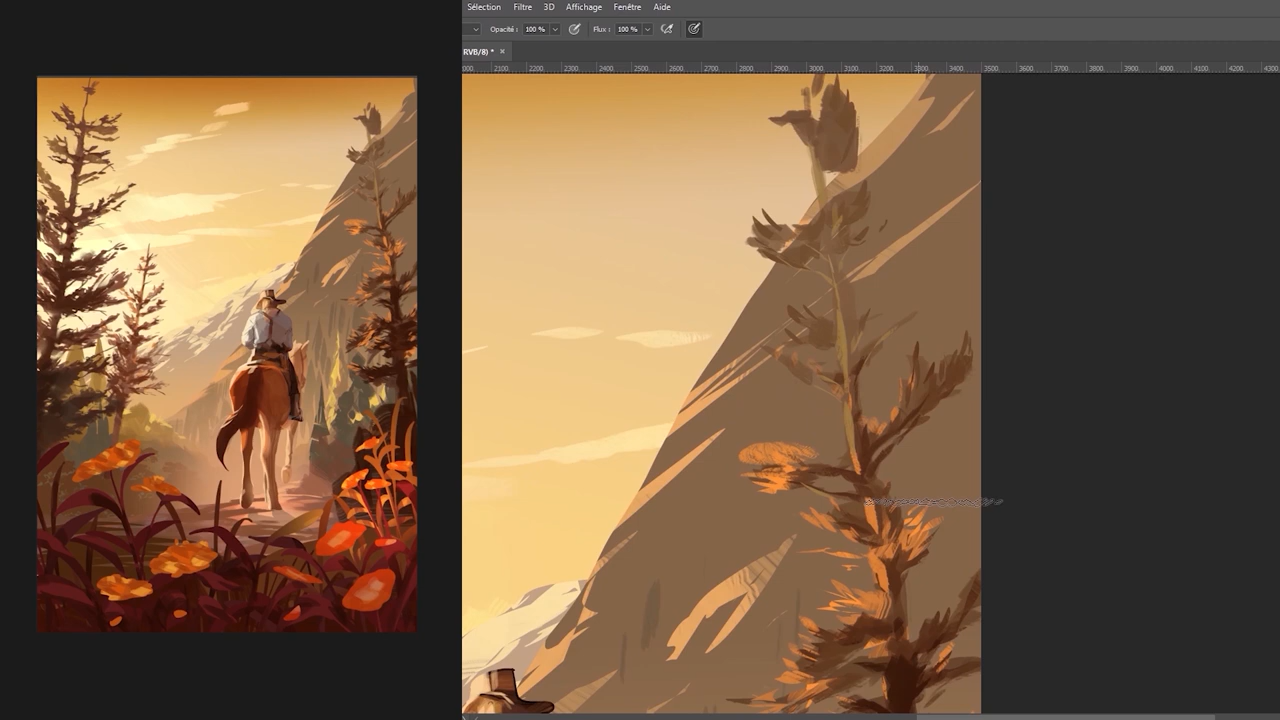 Sélection Filtre 3D Affichage Fenêtre Aide
Opacité : 100 % Flux : 100 %
RVB/8) * ×
2100 2200 2300 2400 2500 2600 2700 2800 2900 3000 3100 3200 3300 3400 3500 3600 3700 3800 3900 4000 4100 4200 4300